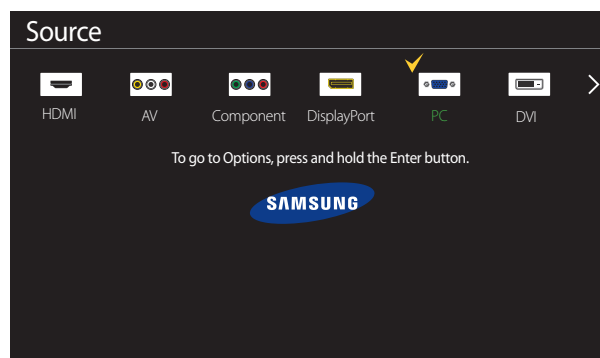 Source
HDMI AV Component DisplayPort PC DVI
To go to Options, press and hold the Enter button.
SAMSUNG